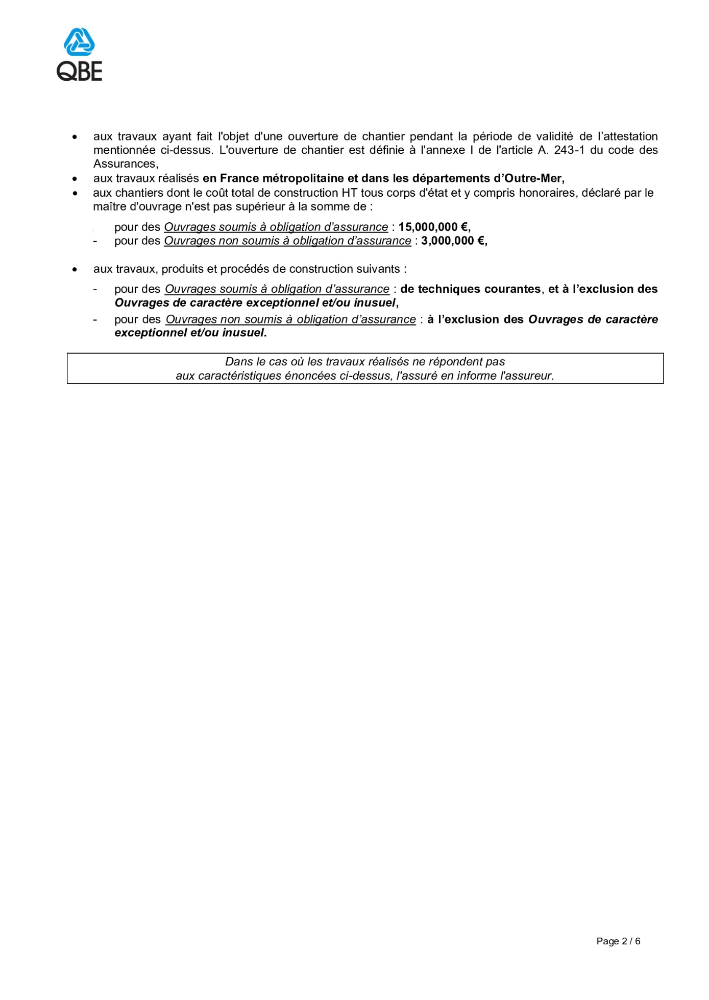 QBE
• aux travaux ayant fait l'objet d'une ouverture de chantier pendant la période de validité de l’attestation
mentionnée ci-dessus. L'ouverture de chantier est définie à l'annexe I de l'article A. 243-1 du code des
Assurances,
• aux travaux réalisés en France métropolitaine et dans les départements d’Outre-Mer,
• aux chantiers dont le coût total de construction HT tous corps d'état et y compris honoraires, déclaré par le
maître d'ouvrage n'est pas supérieur à la somme de :
pour des Ouvrages soumis à obligation d’assurance : 15,000,000 €,
- pour des Ouvrages non soumis à obligation d’assurance : 3,000,000 €,
• aux travaux, produits et procédés de construction suivants :
- pour des Ouvrages soumis à obligation d’assurance : de techniques courantes, et à l’exclusion des
Ouvrages de caractère exceptionnel et/ou inusuel,
- pour des Ouvrages non soumis à obligation d’assurance : à l’exclusion des Ouvrages de caractère
exceptionnel et/ou inusuel.
Dans le cas où les travaux réalisés ne répondent pas
aux caractéristiques énoncées ci-dessus, l'assuré en informe l'assureur.
Page 2 / 6